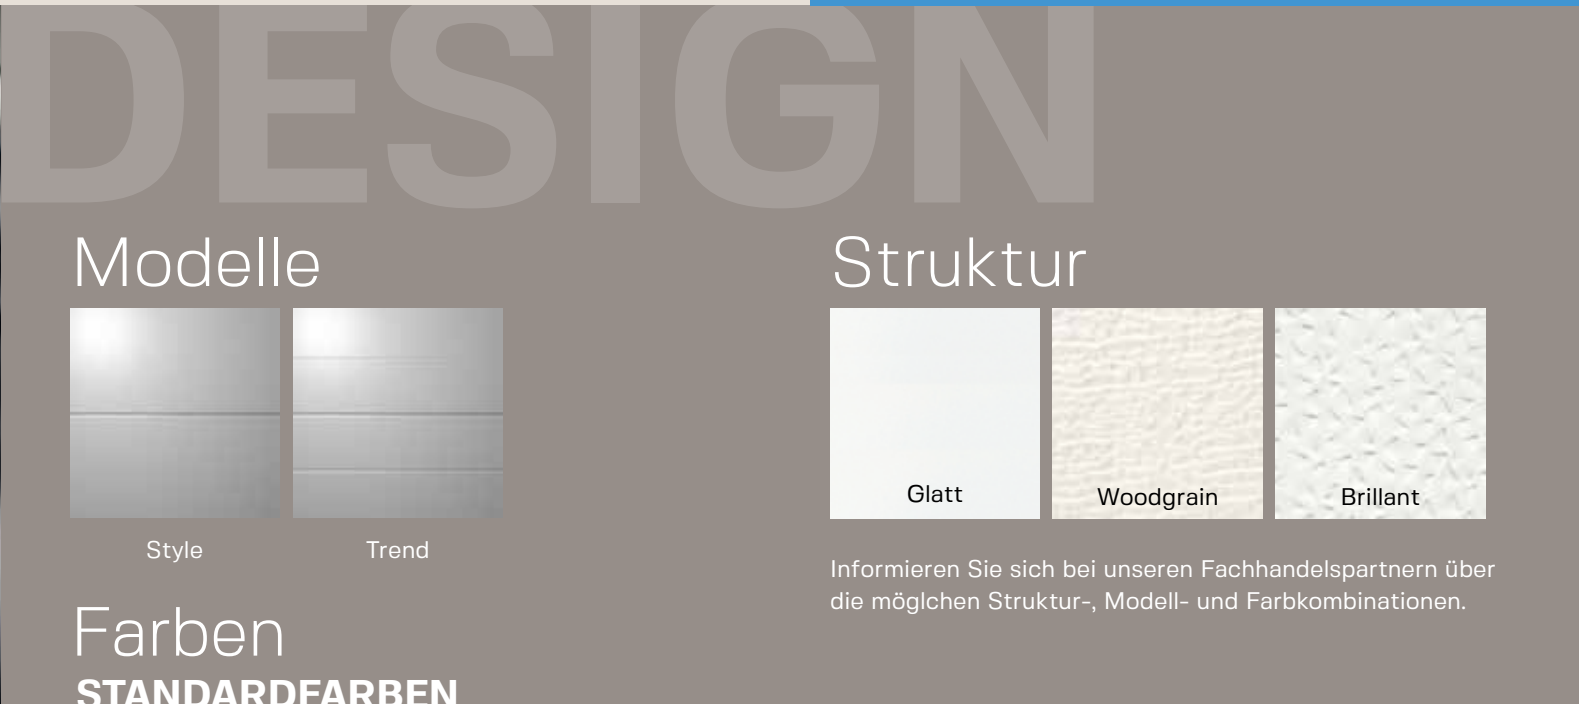 DESIGN
Modelle
Style
Trend
Farben
STANDARDFARBEN
Struktur
Glatt
Woodgrain
Brillant
Informieren Sie sich bei unseren Fachhandelspartnern über
die möglchen Struktur-, Modell- und Farbkombinationen.